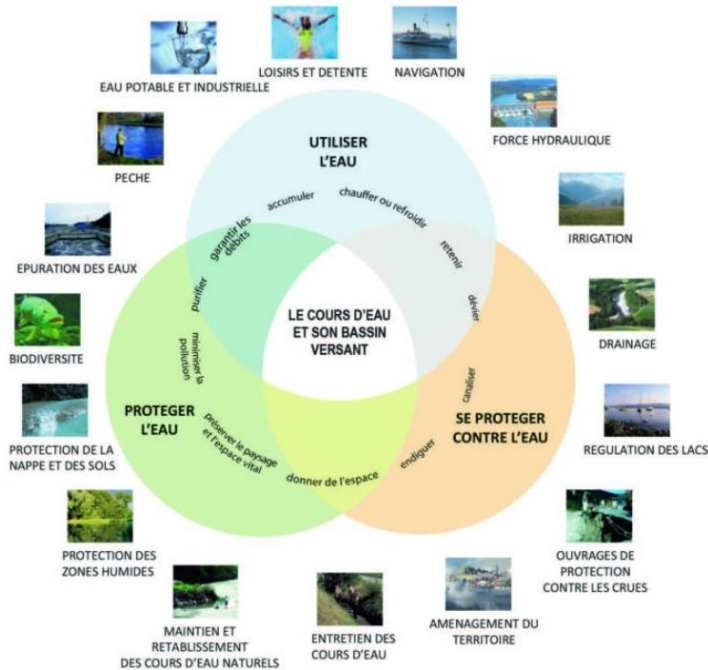 EAU POTABLE ET INDUSTRIELLE
LOISIRS ET DETENTE
NAVIGATION
FORCE HYDRAULIQUE
PECHE
IRRIGATION
EPURATION DES EAUX
DRAINAGE
BIODIVERSITE
REGULATION DES LACS
PROTECTION DE LA
NAPPE ET DES SOLS
OUVRAGES DE
PROTECTION
CONTRE LES CRUES
PROTECTION DES
ZONES HUMIDES
AMENAGEMENT DU
TERRITOIRE
MAINTIEN ET
RETABLISSEMENT
DES COURS D'EAU NATURELS
ENTRETIEN DES
COURS D'EAU
UTILISER
L'EAU
accumuler
chauffer ou refroidir
garantir les
débits
retenir
purifier
dévier
LE COURS D'EAU
ET SON BASSIN
VERSANT
minimiser la
pollution
canaliser
PROTEGER
L'EAU
SE PROTEGER
CONTRE L'EAU
préserver le paysage
et l'espace vital
donner de l'espace
endiguer